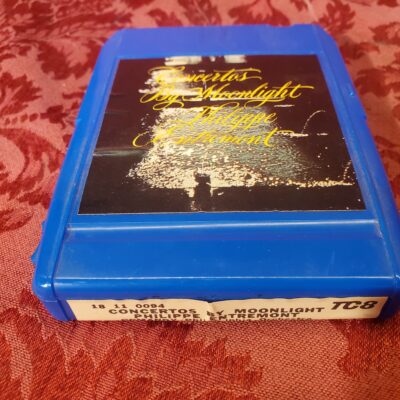 Concertos
By Moonlight
Philippe
Entremont
18 11 0094 TC8
CONCERTOS BY MOONLIGHT
PHILIPPE ENTREMONT